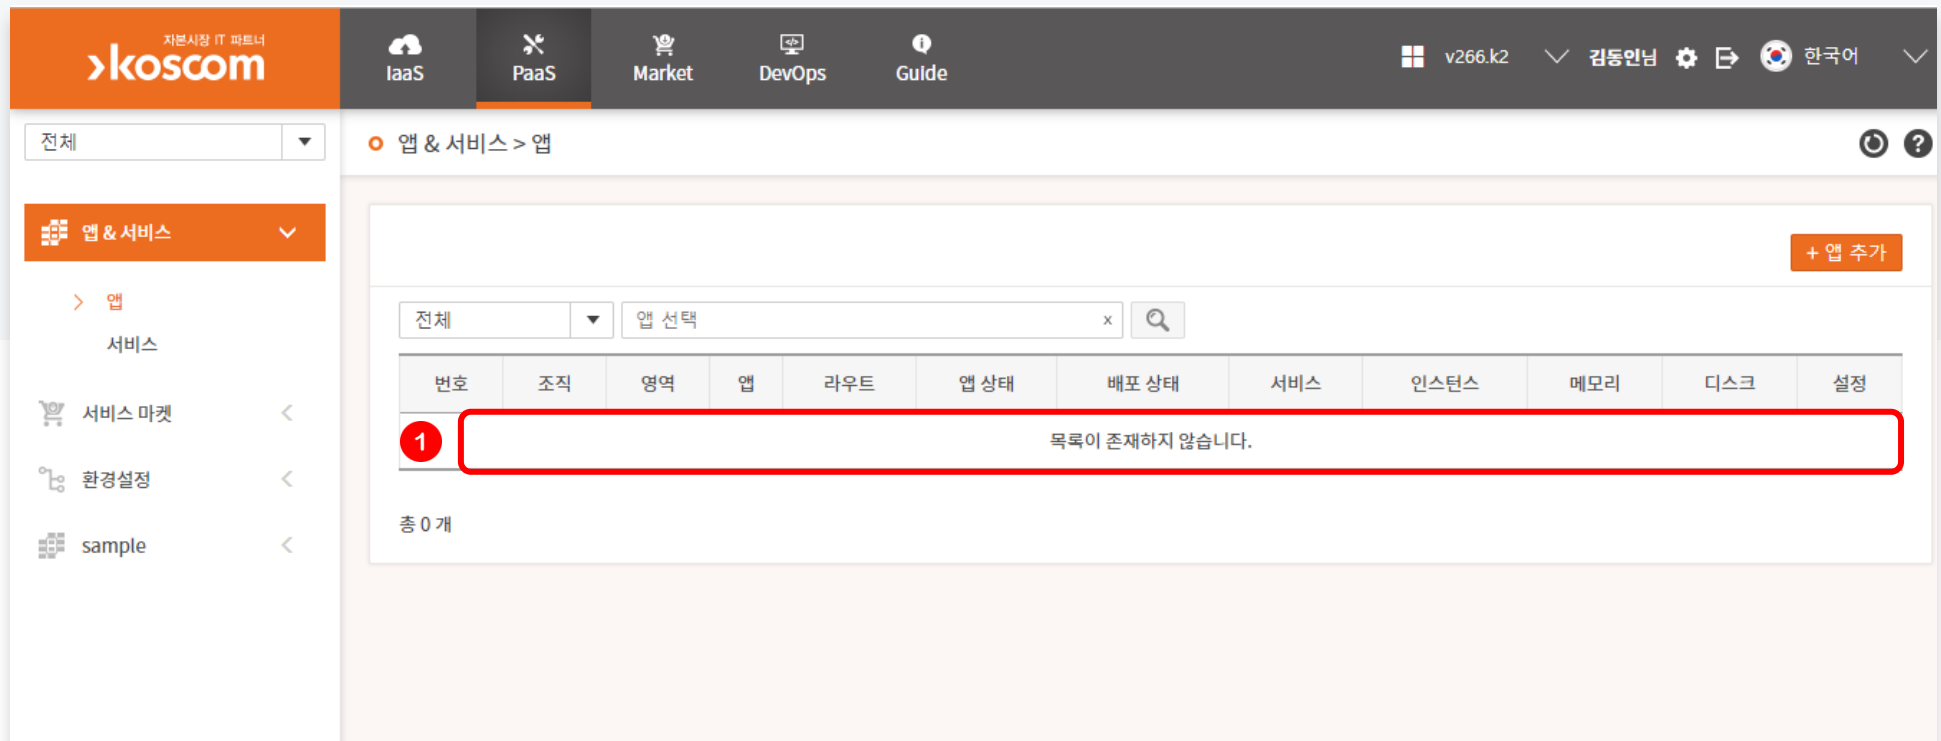 자본시장 IT 파트너
koscom
IaaS
PaaS
Market
DevOps
Guide
v266.k2
김동인님
한국어
전체
앱 & 서비스 > 앱
앱 & 서비스
+ 앱 추가
앱
서비스
전체
앱 선택
x
번호 조직 영역 앱 라우트 앱 상태 배포 상태 서비스 인스턴스 메모리 디스크 설정
서비스 마켓
1
목록이 존재하지 않습니다.
환경설정
총 0 개
sample